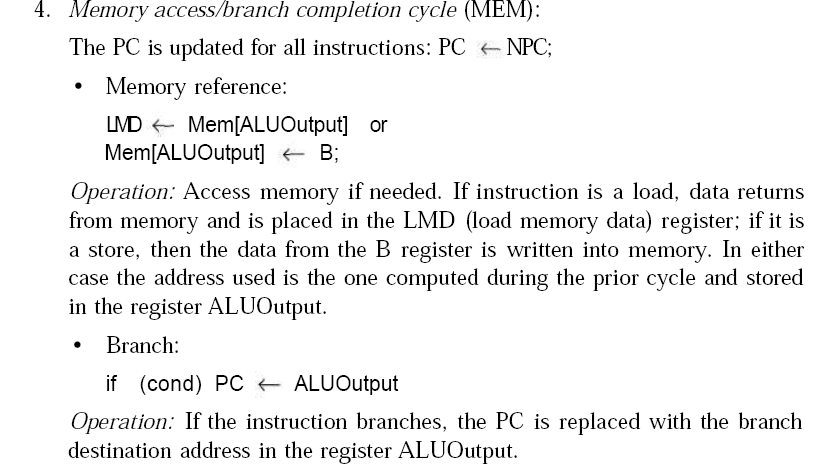 4. Memory access/branch completion cycle (MEM):
The PC is updated for all instructions: PC ← NPC;
• Memory reference:
LMD ← Mem[ALUOutput] or
Mem[ALUOutput] ← B;
Operation: Access memory if needed. If instruction is a load, data returns
from memory and is placed in the LMD (load memory data) register; if it is
a store, then the data from the B register is written into memory. In either
case the address used is the one computed during the prior cycle and stored
in the register ALUOutput.
• Branch:
if (cond) PC ← ALUOutput
Operation: If the instruction branches, the PC is replaced with the branch
destination address in the register ALUOutput.